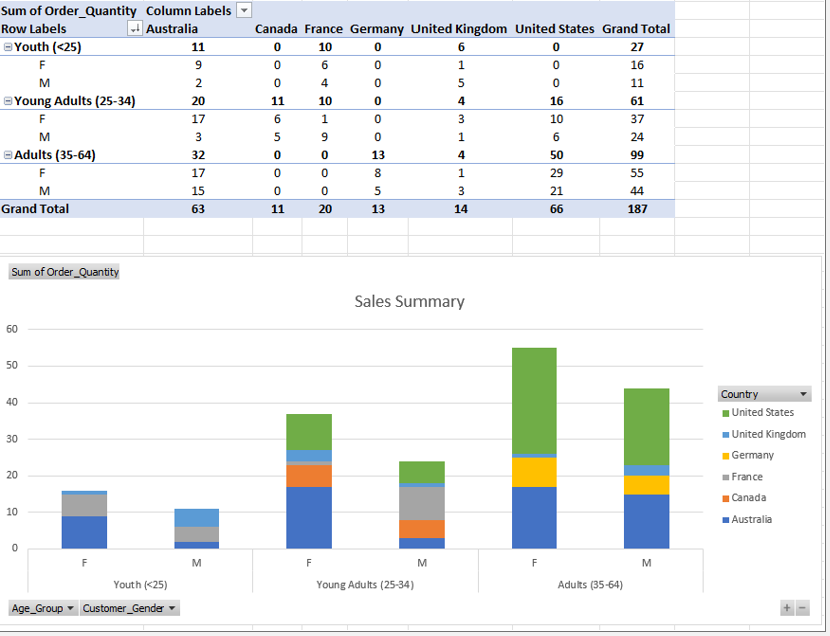 Sum of Order_Quantity Column Labels
Row Labels Australia Canada France Germany United Kingdom United States Grand Total
Youth (<25) 11 0 10 0 6 0 27
F 9 0 6 0 1 0 16
M 2 0 4 0 5 0 11
Young Adults (25-34) 20 11 10 0 4 16 61
F 17 6 1 0 3 10 37
M 3 5 9 0 1 6 24
Adults (35-64) 32 0 0 13 4 50 99
F 17 0 0 8 1 29 55
M 15 0 0 5 3 21 44
Grand Total 63 11 20 13 14 66 187
Sum of Order_Quantity
Sales Summary
60
50
40
30
20
10
0
F M F M F M
Youth (<25) Young Adults (25-34) Adults (35-64)
Country
United States
United Kingdom
Germany
France
Canada
Australia
Age_Group Customer_Gender
+ −